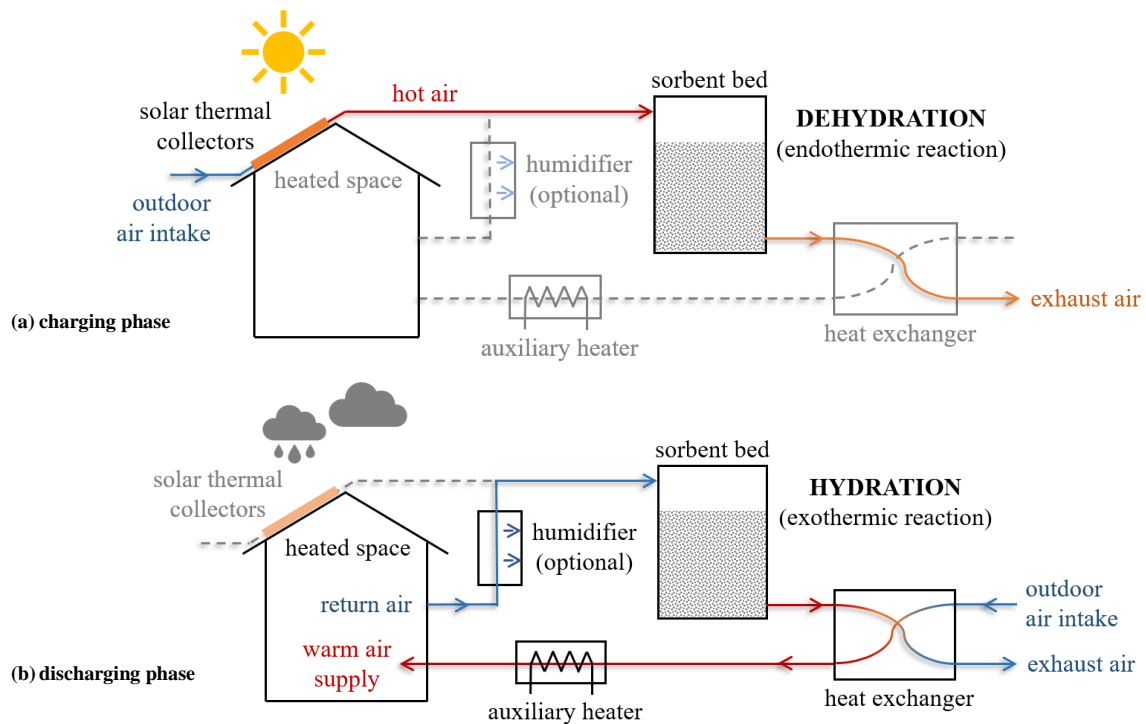 sorbent bed
hot air
solar thermal
collectors
DEHYDRATION
(endothermic reaction)
humidifier
(optional)
heated space
outdoor
air intake
exhaust air
(a) charging phase
auxiliary heater
heat exchanger
sorbent bed
solar thermal
collectors
HYDRATION
(exothermic reaction)
heated space
humidifier
(optional)
return air
outdoor
air intake
warm air
supply
exhaust air
(b) discharging phase
auxiliary heater
heat exchanger